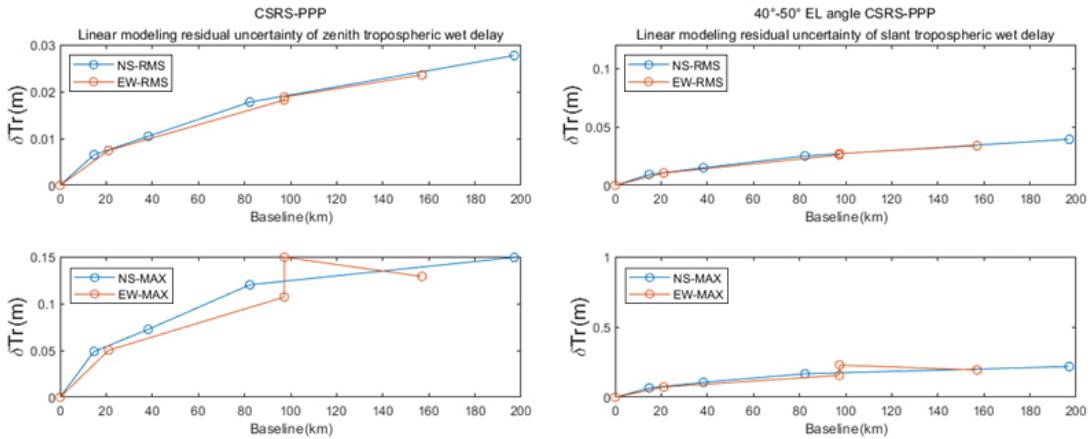 CSRS-PPP
Linear modeling residual uncertainty of zenith tropospheric wet delay
0.03
0.02
0.01
0
δTr(m)
NS-RMS
EW-RMS
0 20 40 60 80 100 120 140 160 180 200
Baseline(km)
40°-50° EL angle CSRS-PPP
Linear modeling residual uncertainty of slant tropospheric wet delay
0.1
0.05
0
δTr(m)
NS-RMS
EW-RMS
0 20 40 60 80 100 120 140 160 180 200
Baseline(km)
0.15
0.1
0.05
0
δTr(m)
NS-MAX
EW-MAX
0 20 40 60 80 100 120 140 160 180 200
Baseline(km)
1
0.5
0
δTr(m)
NS-MAX
EW-MAX
0 20 40 60 80 100 120 140 160 180 200
Baseline(km)